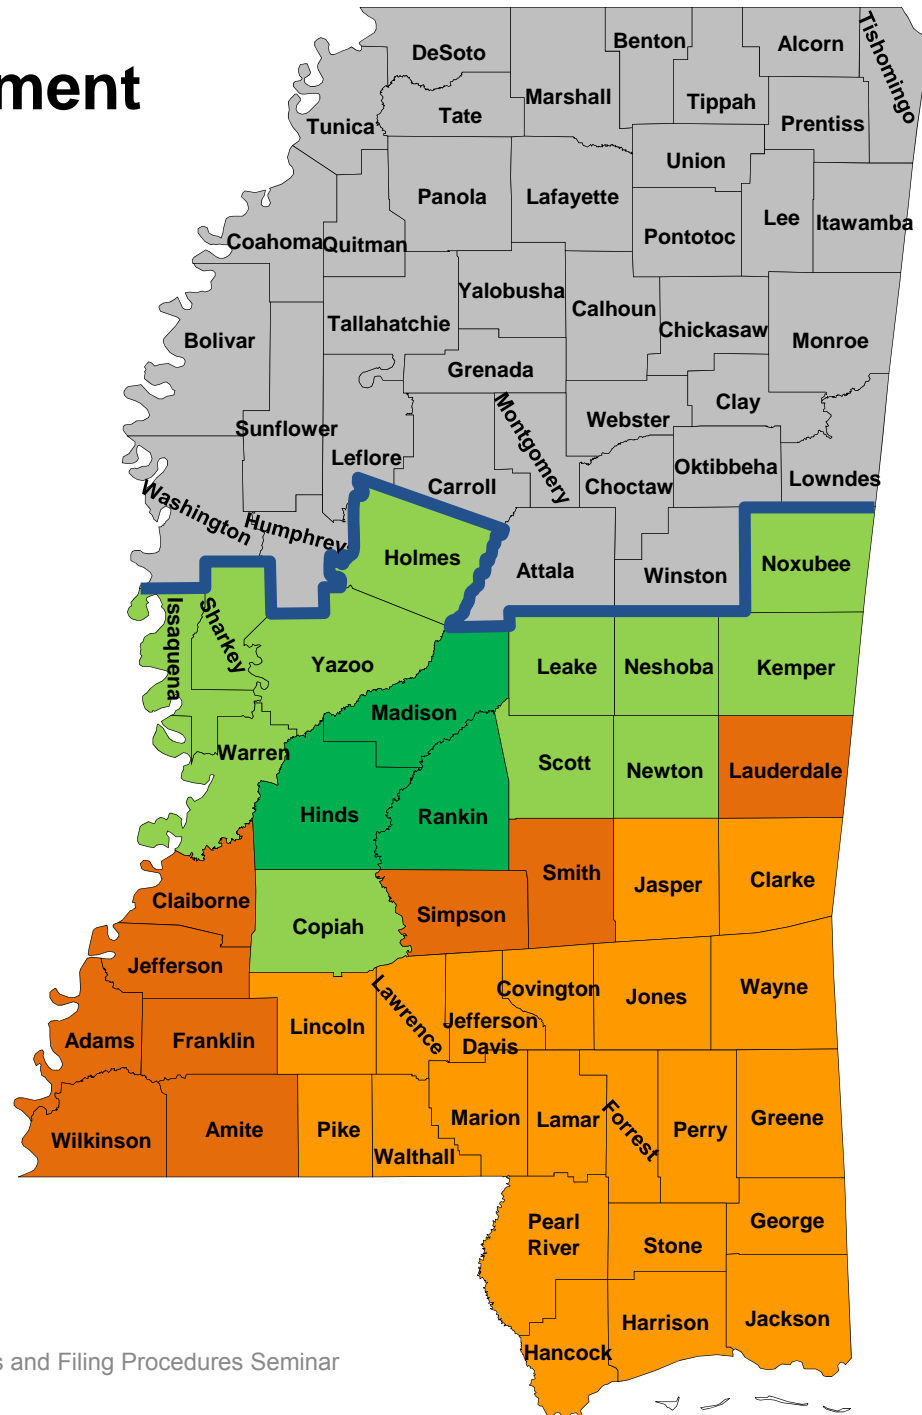 ment
DeSoto
Benton
Alcorn
Tishomingo
Marshall
Tippah
Tate
Prentiss
Tunica
Union
Panola
Lafayette
Lee
Itawamba
Pontotoc
Coahoma
Quitman
Yalobusha
Calhoun
Tallahatchie
Chickasaw
Bolivar
Monroe
Grenada
Montgomery
Clay
Webster
Sunflower
Leflore
Oktibbeha
Lowndes
Carroll
Choctaw
Washington
Humphrey
Holmes
Attala
Winston
Noxubee
Issaquena
Sharkey
Yazoo
Leake
Neshoba
Kemper
Madison
Warren
Scott
Newton
Lauderdale
Hinds
Rankin
Smith
Jasper
Clarke
Claiborne
Simpson
Copiah
Jefferson
Lawrence
Covington
Jones
Wayne
Lincoln
Jefferson
Davis
Adams
Franklin
Marion
Lamar
Forrest
Perry
Greene
Wilkinson
Amite
Pike
Walthall
Pearl
River
Stone
George
Harrison
Jackson
Hancock
s and Filing Procedures Seminar